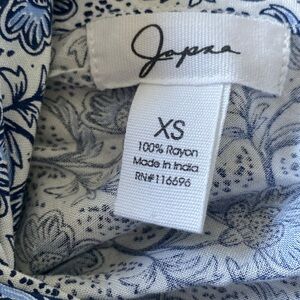 Japna
XS
100% Rayon
Made in India
RN#116696